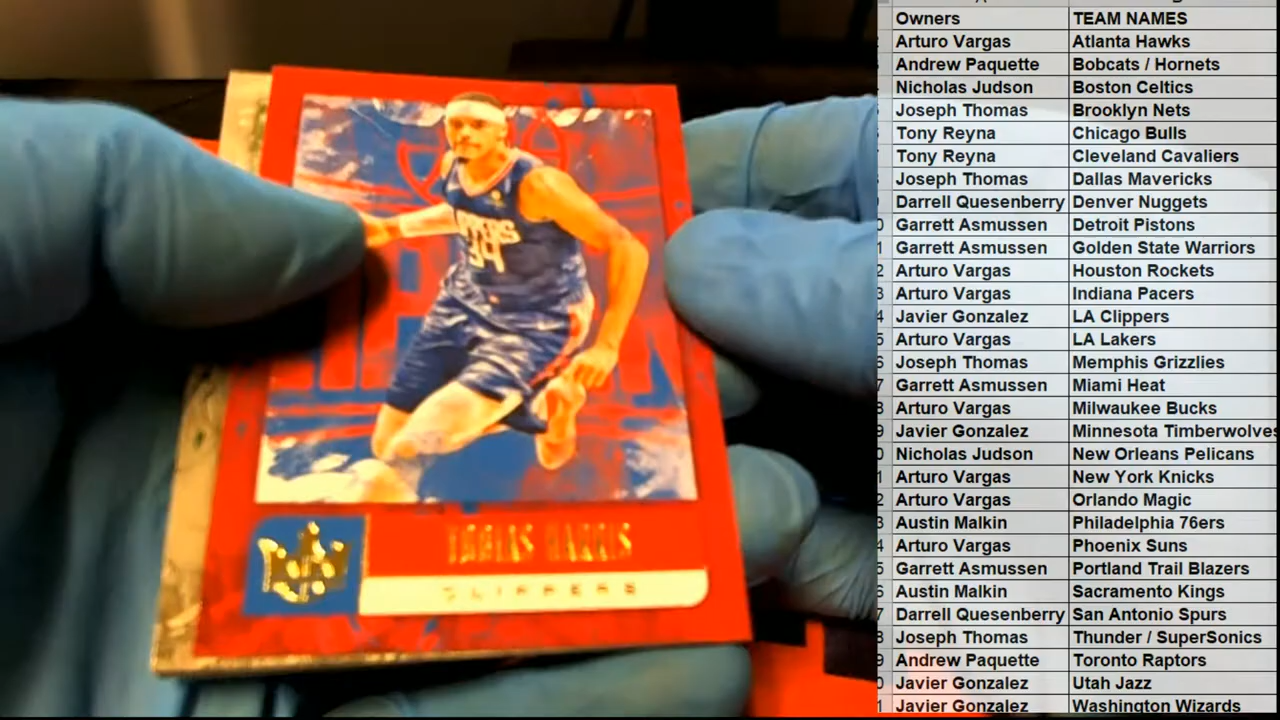 CLIPPERS
34
TOBIAS HARRIS
CLIPPERS
Owners TEAM NAMES
Arturo Vargas Atlanta Hawks
Andrew Paquette Bobcats / Hornets
Nicholas Judson Boston Celtics
Joseph Thomas Brooklyn Nets
Tony Reyna Chicago Bulls
Tony Reyna Cleveland Cavaliers
Joseph Thomas Dallas Mavericks
Darrell Quesenberry Denver Nuggets
Garrett Asmussen Detroit Pistons
Garrett Asmussen Golden State Warriors
Arturo Vargas Houston Rockets
Arturo Vargas Indiana Pacers
Javier Gonzalez LA Clippers
Arturo Vargas LA Lakers
Joseph Thomas Memphis Grizzlies
Garrett Asmussen Miami Heat
Arturo Vargas Milwaukee Bucks
Javier Gonzalez Minnesota Timberwolves
Nicholas Judson New Orleans Pelicans
Arturo Vargas New York Knicks
Arturo Vargas Orlando Magic
Austin Malkin Philadelphia 76ers
Arturo Vargas Phoenix Suns
Garrett Asmussen Portland Trail Blazers
Austin Malkin Sacramento Kings
Darrell Quesenberry San Antonio Spurs
Joseph Thomas Thunder / SuperSonics
Andrew Paquette Toronto Raptors
Javier Gonzalez Utah Jazz
Javier Gonzalez Washington Wizards